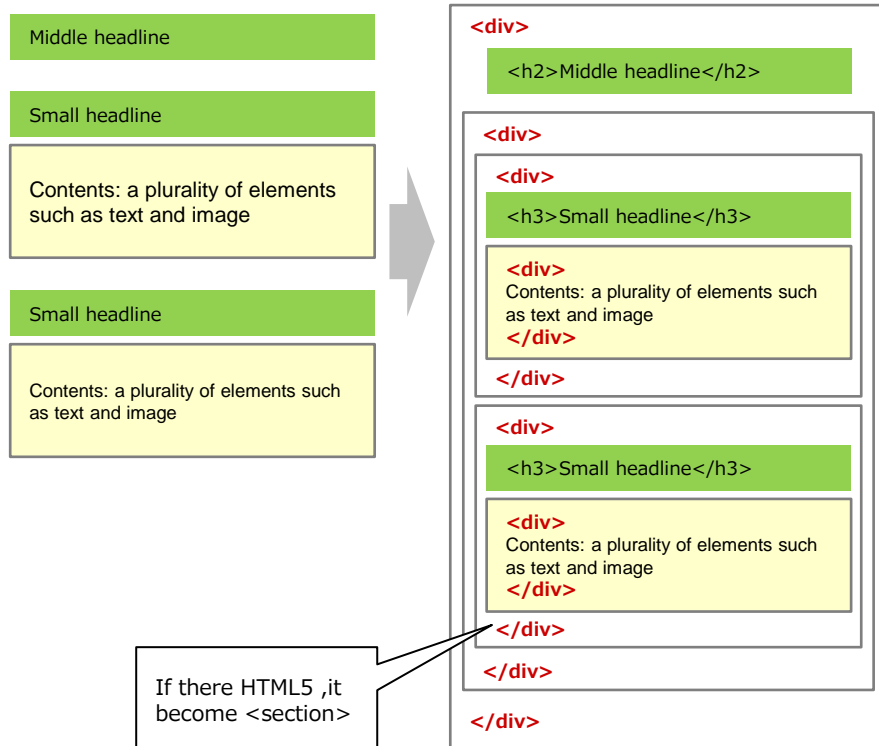 Middle headline
Small headline
Contents: a plurality of elements
such as text and image
Small headline
Contents: a plurality of elements such
as text and image
<div>
<h2>Middle headline</h2>
<div>
<div>
<h3>Small headline</h3>
<div>
Contents: a plurality of elements such
as text and image
</div>
</div>
<div>
<h3>Small headline</h3>
<div>
Contents: a plurality of elements such
as text and image
</div>
</div>
</div>
</div>
If there HTML5 ,it
become <section>